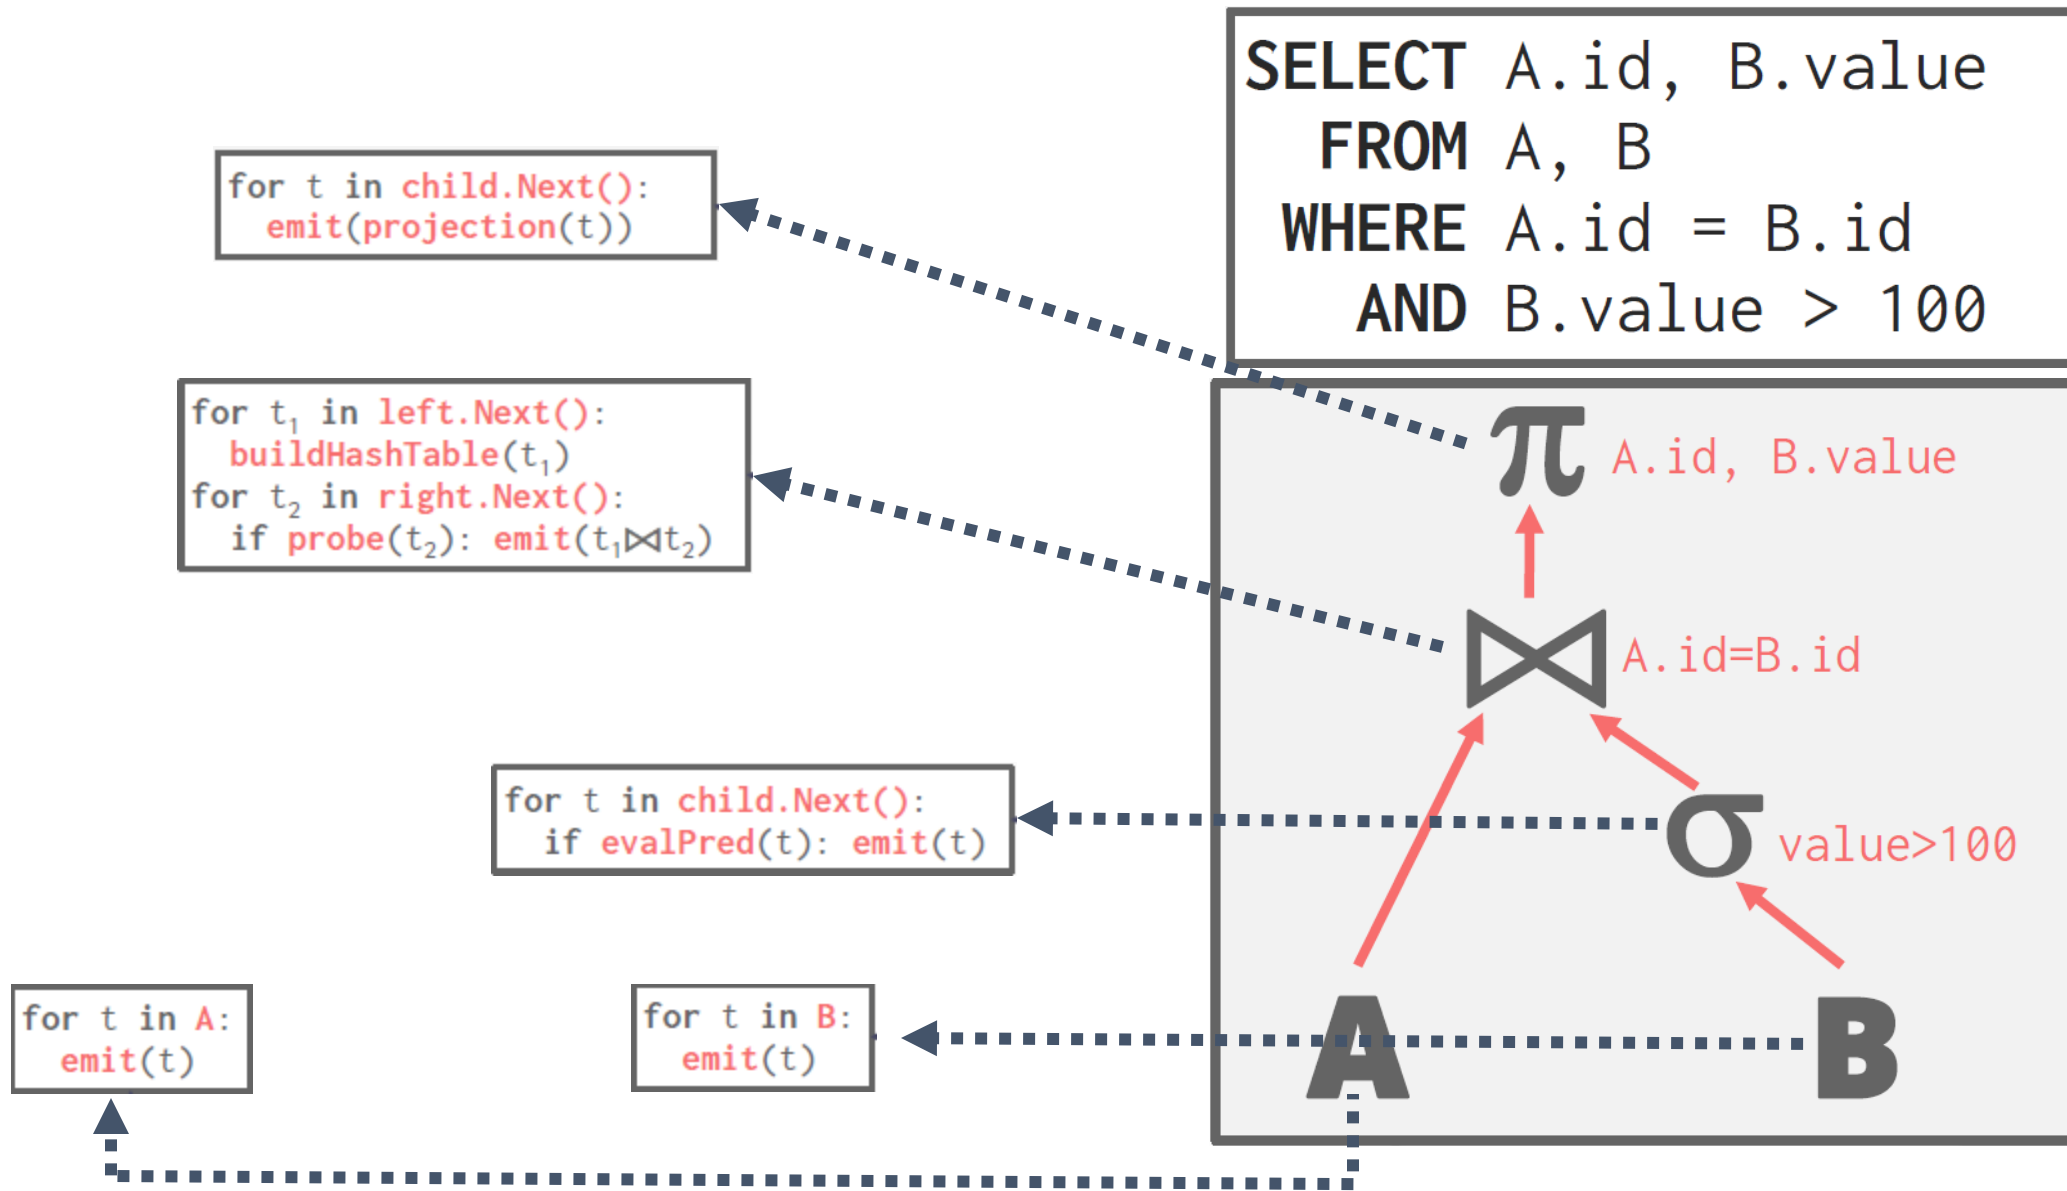 SELECT A.id, B.value
FROM A, B
WHERE A.id = B.id
AND B.value > 100
for t in child.Next():
emit(projection(t))
for t₁ in left.Next():
buildHashTable(t₁)
for t₂ in right.Next():
if probe(t₂): emit(t₁⋈t₂)
for t in child.Next():
if evalPred(t): emit(t)
for t in A:
emit(t)
for t in B:
emit(t)
π A.id, B.value
⋈ A.id=B.id
σ value>100
A
B